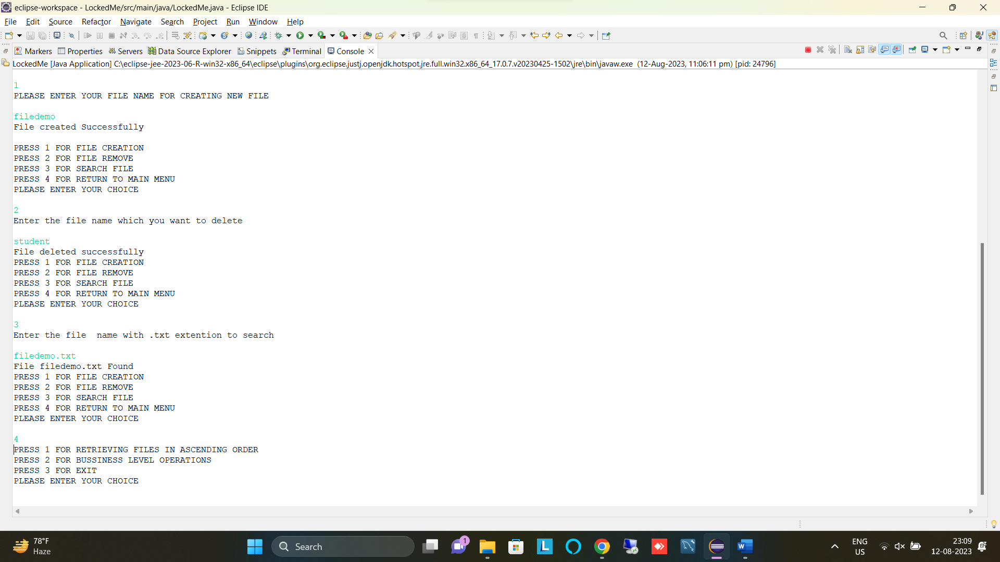 eclipse-workspace - LockedMe/src/main/java/LockedMe.java - Eclipse IDE
File Edit Source Refactor Navigate Search Project Run Window Help
Markers Properties Servers Data Source Explorer Snippets Terminal Console
LockedMe [Java Application] C:\eclipse-jee-2023-06-R-win32-x86_64\eclipse\plugins\org.eclipse.justj.openjdk.hotspot.jre.full.win32.x86_64_17.0.7.v20230425-1502\jre\bin\javaw.exe (12-Aug-2023, 11:06:11 pm) [pid: 24796]
1
PLEASE ENTER YOUR FILE NAME FOR CREATING NEW FILE
filedemo
File created Successfully
PRESS 1 FOR FILE CREATION
PRESS 2 FOR FILE REMOVE
PRESS 3 FOR SEARCH FILE
PRESS 4 FOR RETURN TO MAIN MENU
PLEASE ENTER YOUR CHOICE
2
Enter the file name which you want to delete
student
File deleted successfully
PRESS 1 FOR FILE CREATION
PRESS 2 FOR FILE REMOVE
PRESS 3 FOR SEARCH FILE
PRESS 4 FOR RETURN TO MAIN MENU
PLEASE ENTER YOUR CHOICE
3
Enter the file  name with .txt extention to search
filedemo.txt
File filedemo.txt Found
PRESS 1 FOR FILE CREATION
PRESS 2 FOR FILE REMOVE
PRESS 3 FOR SEARCH FILE
PRESS 4 FOR RETURN TO MAIN MENU
PLEASE ENTER YOUR CHOICE
4
PRESS 1 FOR RETRIEVING FILES IN ASCENDING ORDER
PRESS 2 FOR BUSSINESS LEVEL OPERATIONS
PRESS 3 FOR EXIT
PLEASE ENTER YOUR CHOICE
78°F
Haze
Search
1
L
W
ENG
US
23:09
12-08-2023